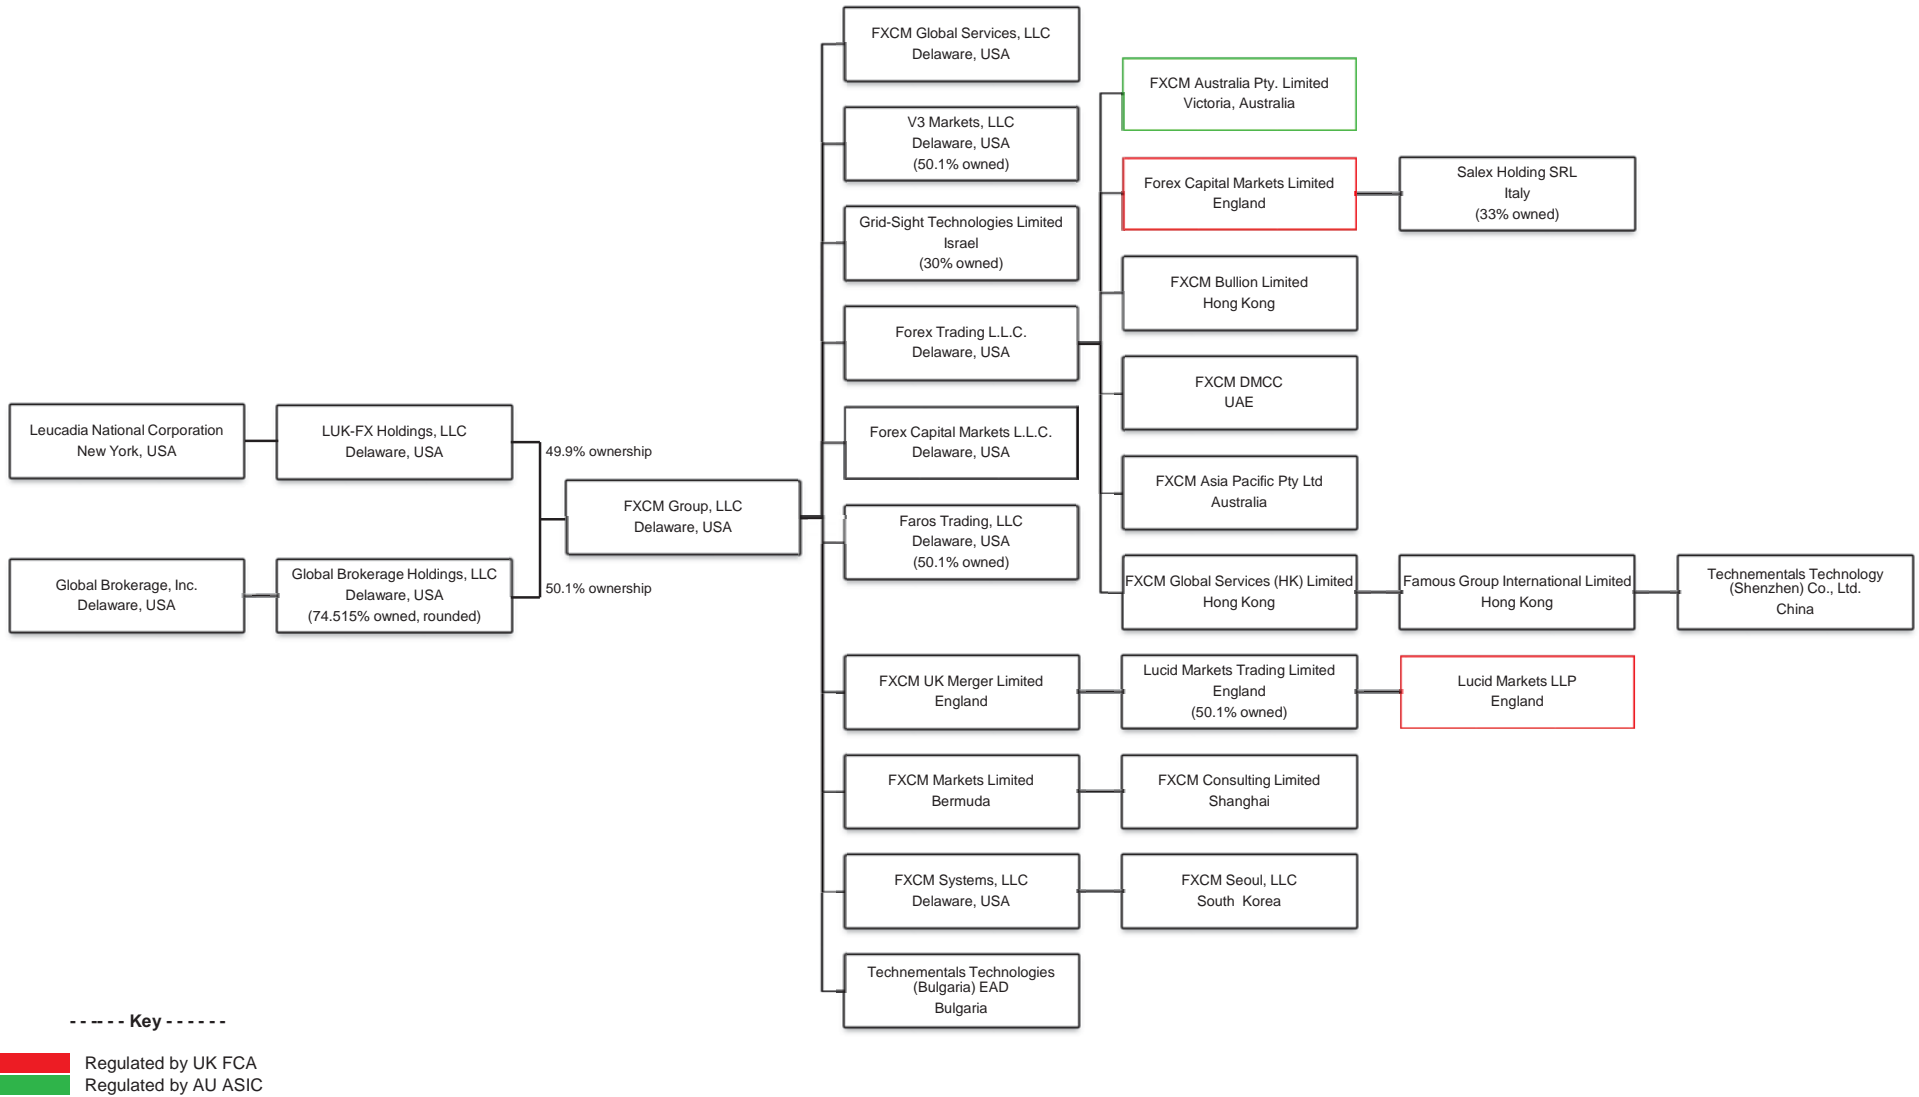 Leucadia National Corporation
New York, USA
LUK-FX Holdings, LLC
Delaware, USA
49.9% ownership
Global Brokerage, Inc.
Delaware, USA
Global Brokerage Holdings, LLC
Delaware, USA
(74.515% owned, rounded)
50.1% ownership
FXCM Group, LLC
Delaware, USA
FXCM Global Services, LLC
Delaware, USA
V3 Markets, LLC
Delaware, USA
(50.1% owned)
Grid-Sight Technologies Limited
Israel
(30% owned)
Forex Trading L.L.C.
Delaware, USA
FXCM Australia Pty. Limited
Victoria, Australia
Forex Capital Markets Limited
England
Salex Holding SRL
Italy
(33% owned)
FXCM Bullion Limited
Hong Kong
FXCM DMCC
UAE
FXCM Asia Pacific Pty Ltd
Australia
FXCM Global Services (HK) Limited
Hong Kong
Famous Group International Limited
Hong Kong
Technementals Technology
(Shenzhen) Co., Ltd.
China
Forex Capital Markets L.L.C.
Delaware, USA
Faros Trading, LLC
Delaware, USA
(50.1% owned)
FXCM UK Merger Limited
England
Lucid Markets Trading Limited
England
(50.1% owned)
Lucid Markets LLP
England
FXCM Markets Limited
Bermuda
FXCM Consulting Limited
Shanghai
FXCM Systems, LLC
Delaware, USA
FXCM Seoul, LLC
South Korea
Technementals Technologies
(Bulgaria) EAD
Bulgaria
------ Key ------
Regulated by UK FCA
Regulated by AU ASIC